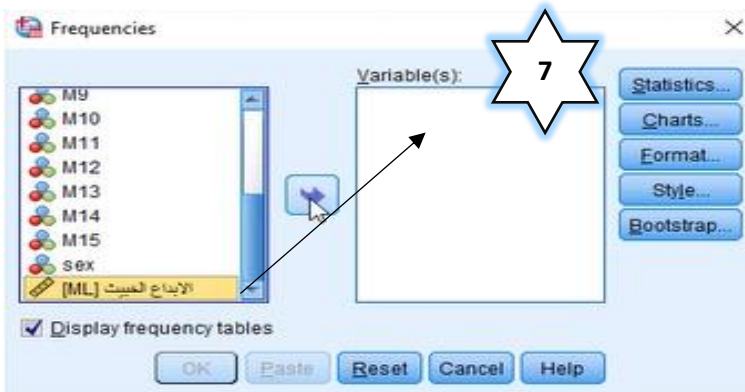 Frequencies
Variable(s):
7
M9
M10
M11
M12
M13
M14
M15
sex
الابداع الخبيث [ML]
Statistics...
Charts...
Format...
Style...
Bootstrap...
Display frequency tables
OK
Paste
Reset
Cancel
Help